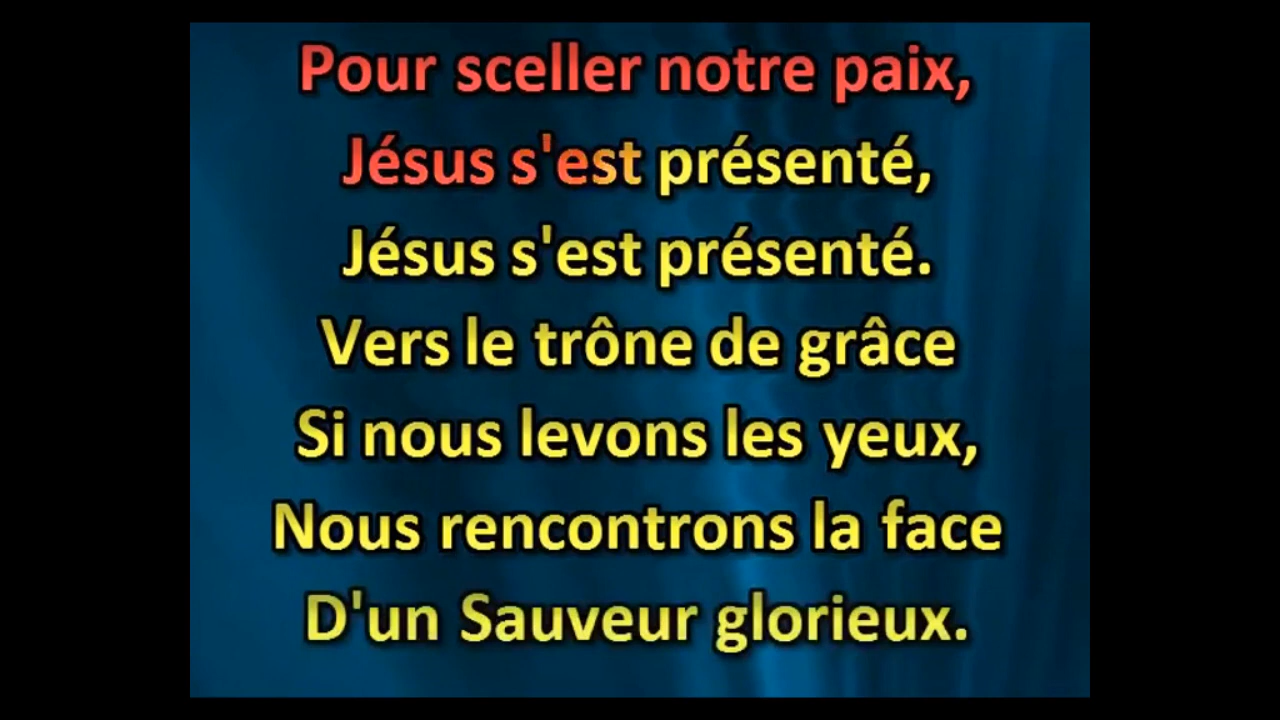 Pour sceller notre paix,
Jésus s'est présenté,
Jésus s'est présenté.
Vers le trône de grâce
Si nous levons les yeux,
Nous rencontrons la face
D'un Sauveur glorieux.